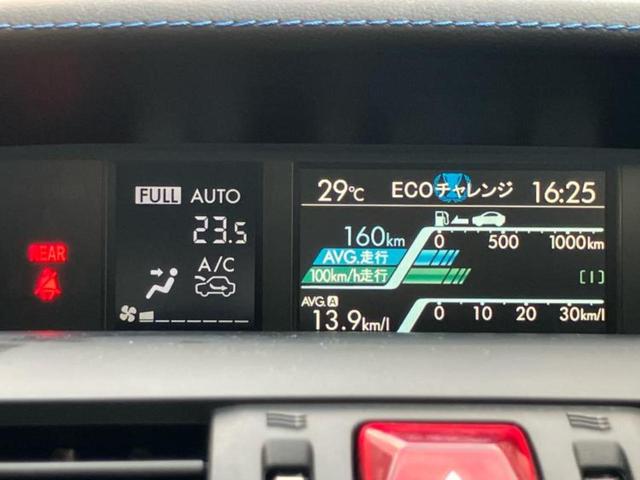 REAR
FULL AUTO
23.5
A/C
29℃ ECOチャレンジ 16:25
160km
0 500 1000km
AVG.走行
100km/h走行
[1]
AVG.A
13.9km/l
0 10 20 30km/l